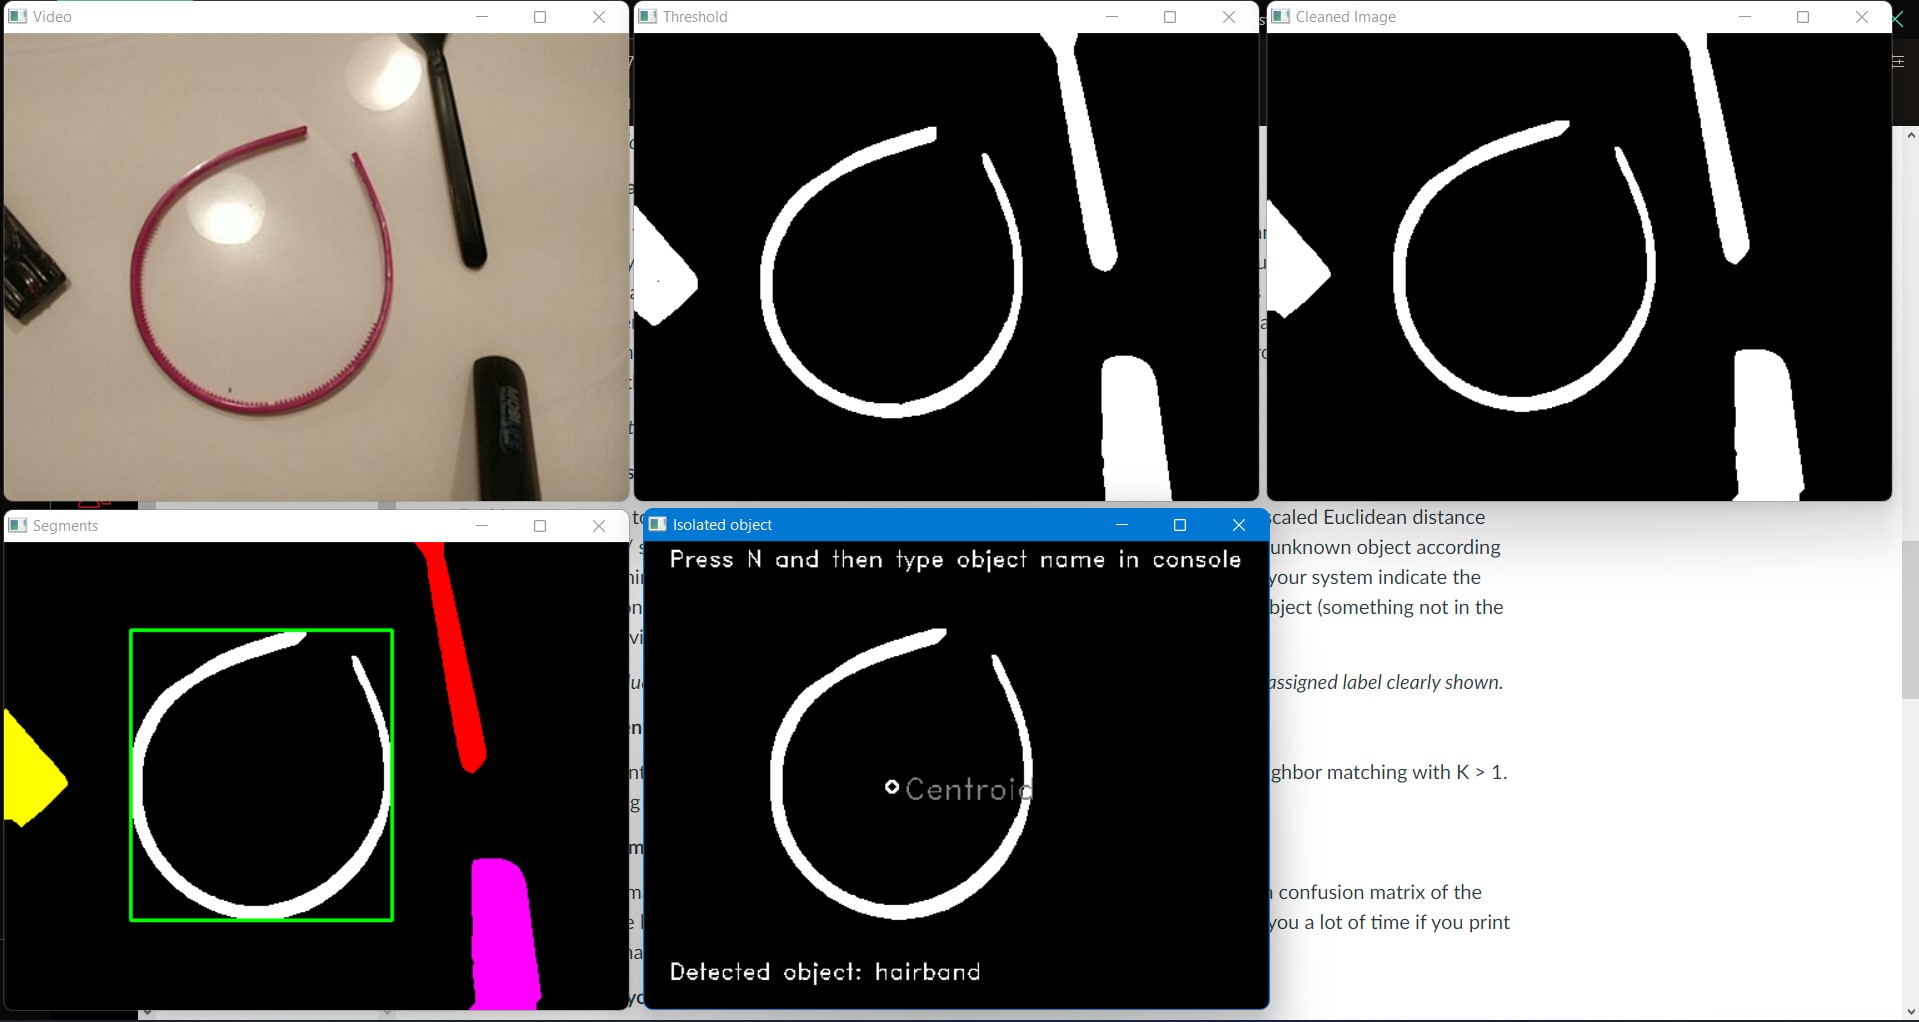 Video
Threshold
Cleaned Image
Segments
Isolated object
Press N and then type object name in console
Centroid
Detected object: hairband
scaled Euclidean distance
unknown object according
your system indicate the
bject (something not in the
assigned label clearly shown.
ghbor matching with K > 1.
confusion matrix of the
you a lot of time if you print